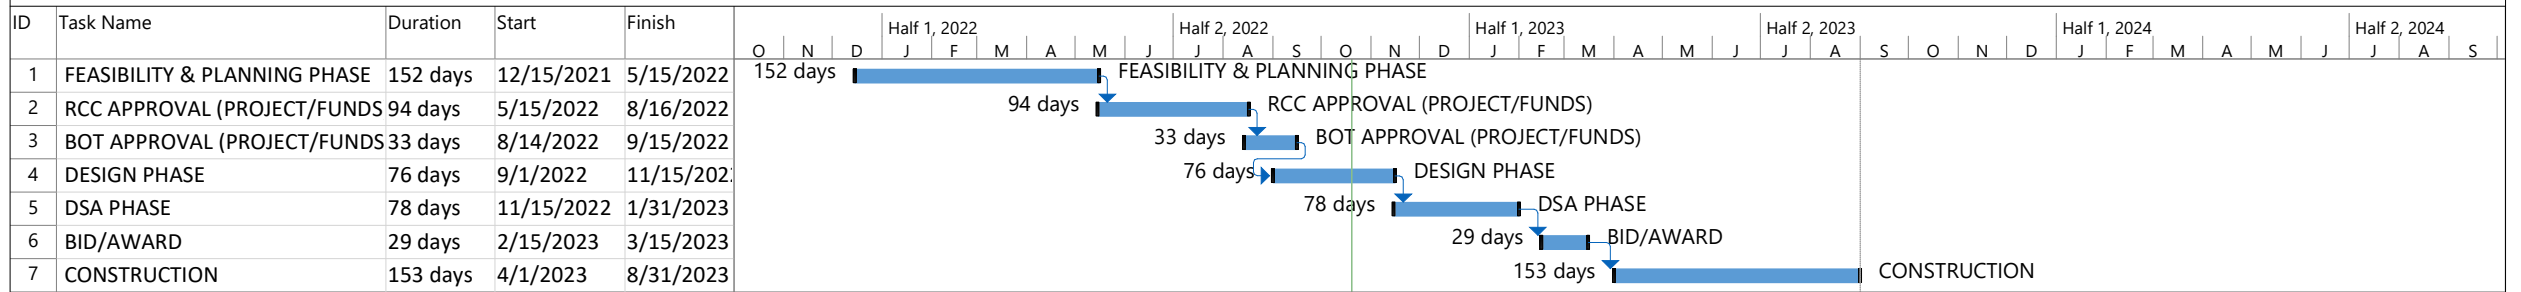 ID Task Name Duration Start Finish Half 1, 2022 Half 2, 2022 Half 1, 2023 Half 2, 2023 Half 1, 2024 Half 2, 2024
O N D J F M A M J J A S O N D J F M A M J J A S O N D J F M A M J J A S
1 FEASIBILITY & PLANNING PHASE 152 days 12/15/2021 5/15/2022 152 days FEASIBILITY & PLANNING PHASE
2 RCC APPROVAL (PROJECT/FUNDS 94 days 5/15/2022 8/16/2022 94 days RCC APPROVAL (PROJECT/FUNDS)
3 BOT APPROVAL (PROJECT/FUNDS 33 days 8/14/2022 9/15/2022 33 days BOT APPROVAL (PROJECT/FUNDS)
4 DESIGN PHASE 76 days 9/1/2022 11/15/202 76 days DESIGN PHASE
5 DSA PHASE 78 days 11/15/2022 1/31/2023 78 days DSA PHASE
6 BID/AWARD 29 days 2/15/2023 3/15/2023 29 days BID/AWARD
7 CONSTRUCTION 153 days 4/1/2023 8/31/2023 153 days CONSTRUCTION